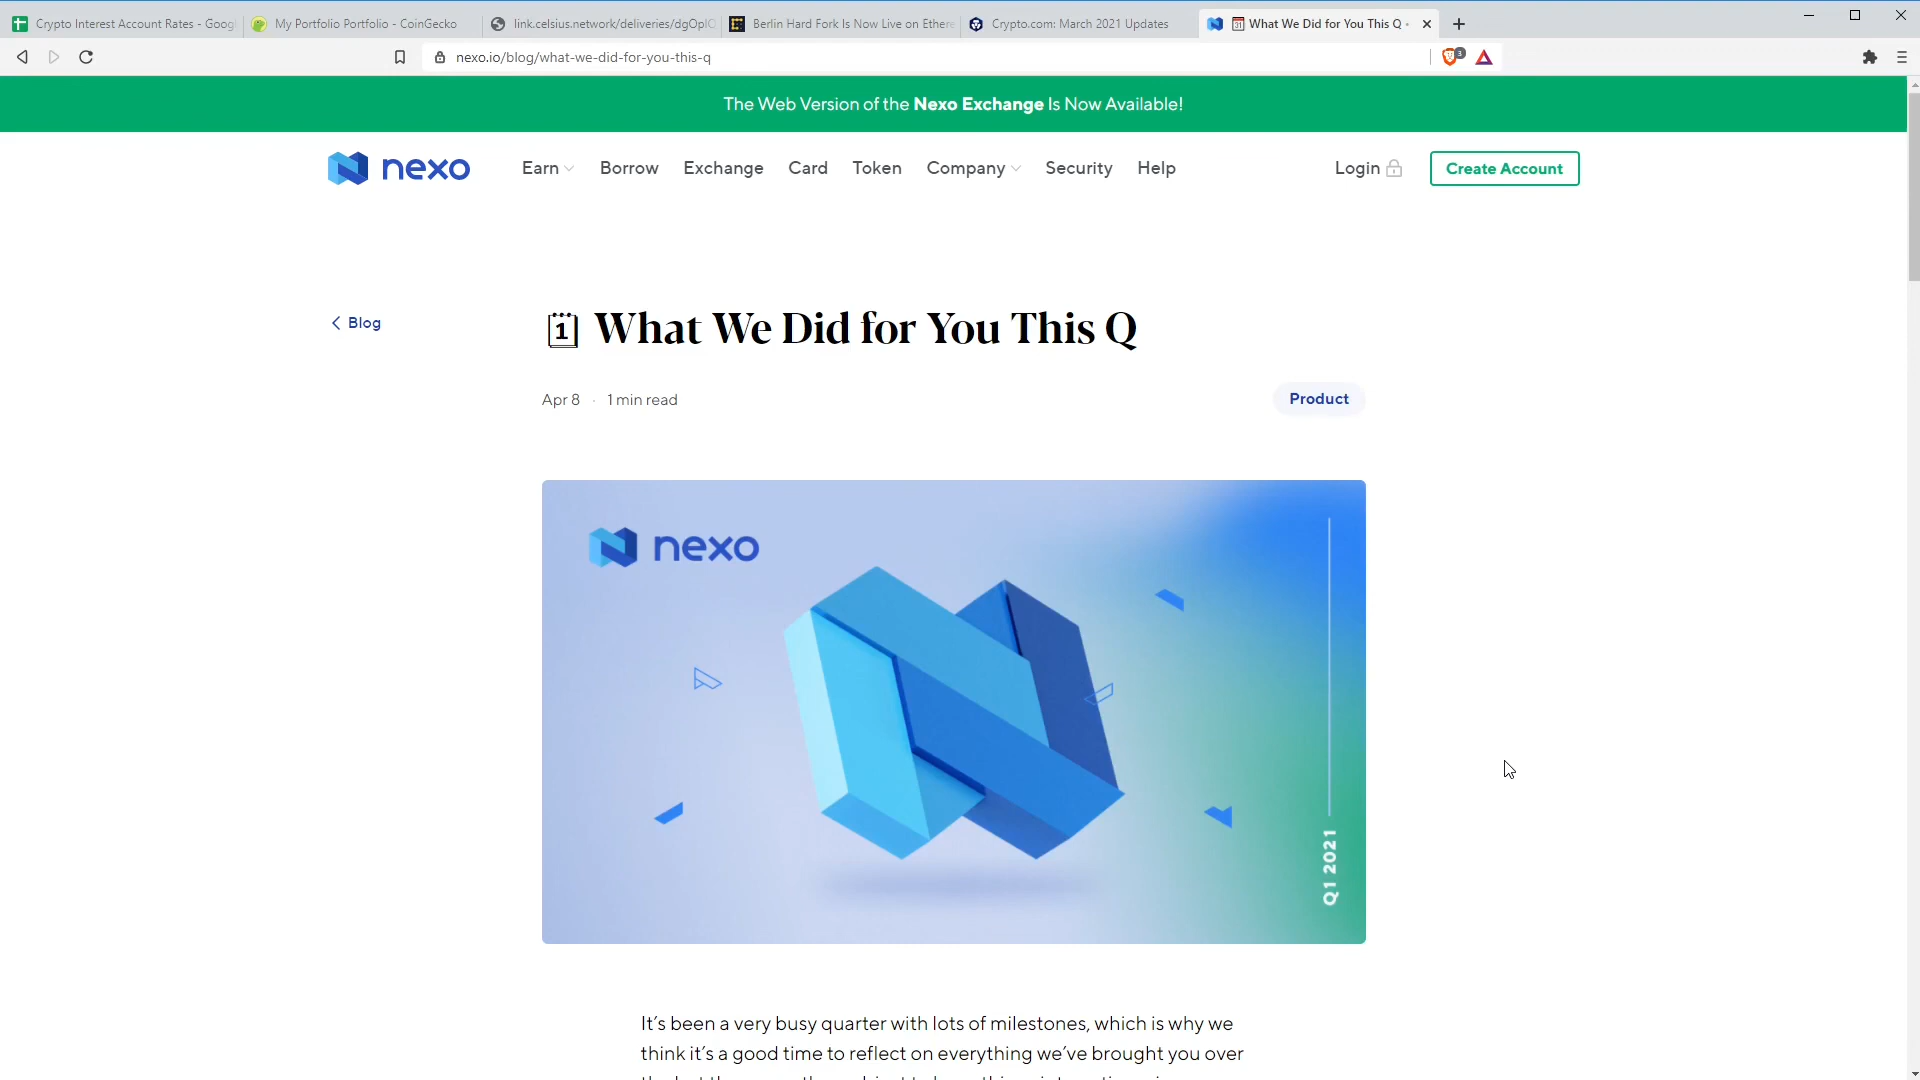 Crypto Interest Account Rates - Goog
My Portfolio Portfolio - CoinGecko
link.celsius.network/deliveries/dgOplQ
Berlin Hard Fork Is Now Live on Ethere
Crypto.com: March 2021 Updates
What We Did for You This Q -
nexo.io/blog/what-we-did-for-you-this-q
3
The Web Version of the Nexo Exchange Is Now Available!
nexo
Earn Borrow Exchange Card Token Company Security Help
Login
Create Account
Blog
1 What We Did for You This Q
Apr 8 · 1 min read
Product
nexo
Q1 2021
It's been a very busy quarter with lots of milestones, which is why we
think it's a good time to reflect on everything we've brought you over